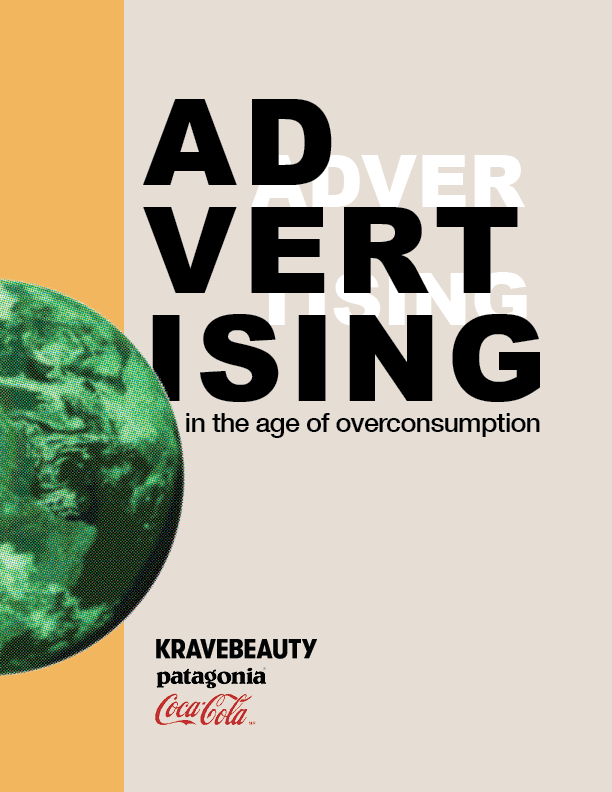 AD
ADVER
VERT
TISING
ISING
in the age of overconsumption
KRAVEBEAUTY
patagonia
Coca-Cola